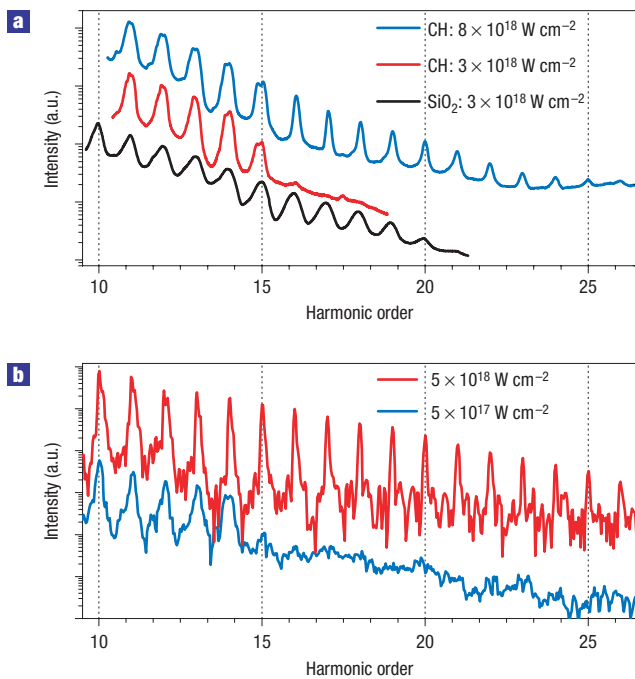 a
CH: 8 × 10¹⁸ W cm⁻²
CH: 3 × 10¹⁸ W cm⁻²
SiO₂: 3 × 10¹⁸ W cm⁻²
Intensity (a.u.)
10 15 20 25
Harmonic order
b
5 × 10¹⁸ W cm⁻²
5 × 10¹⁷ W cm⁻²
Intensity (a.u.)
10 15 20 25
Harmonic order